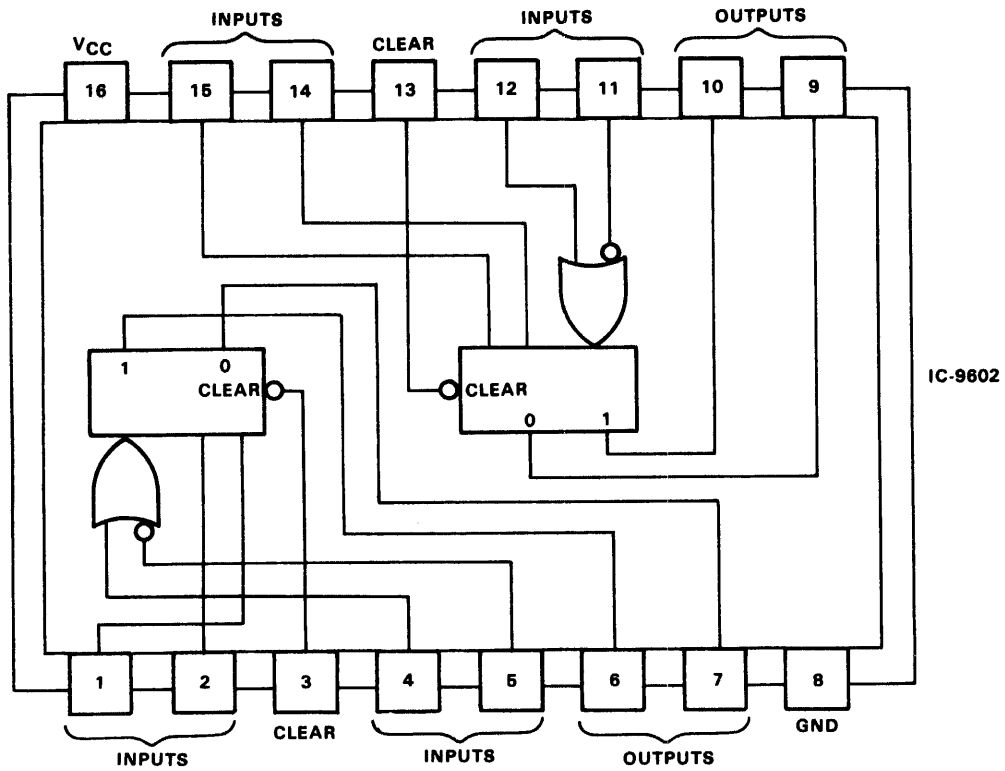 INPUTS
INPUTS
OUTPUTS
VCC
CLEAR
16
15
14
13
12
11
10
9
1
0
CLEAR
CLEAR
0
1
IC-9602
1
2
3
4
5
6
7
8
CLEAR
GND
INPUTS
INPUTS
OUTPUTS